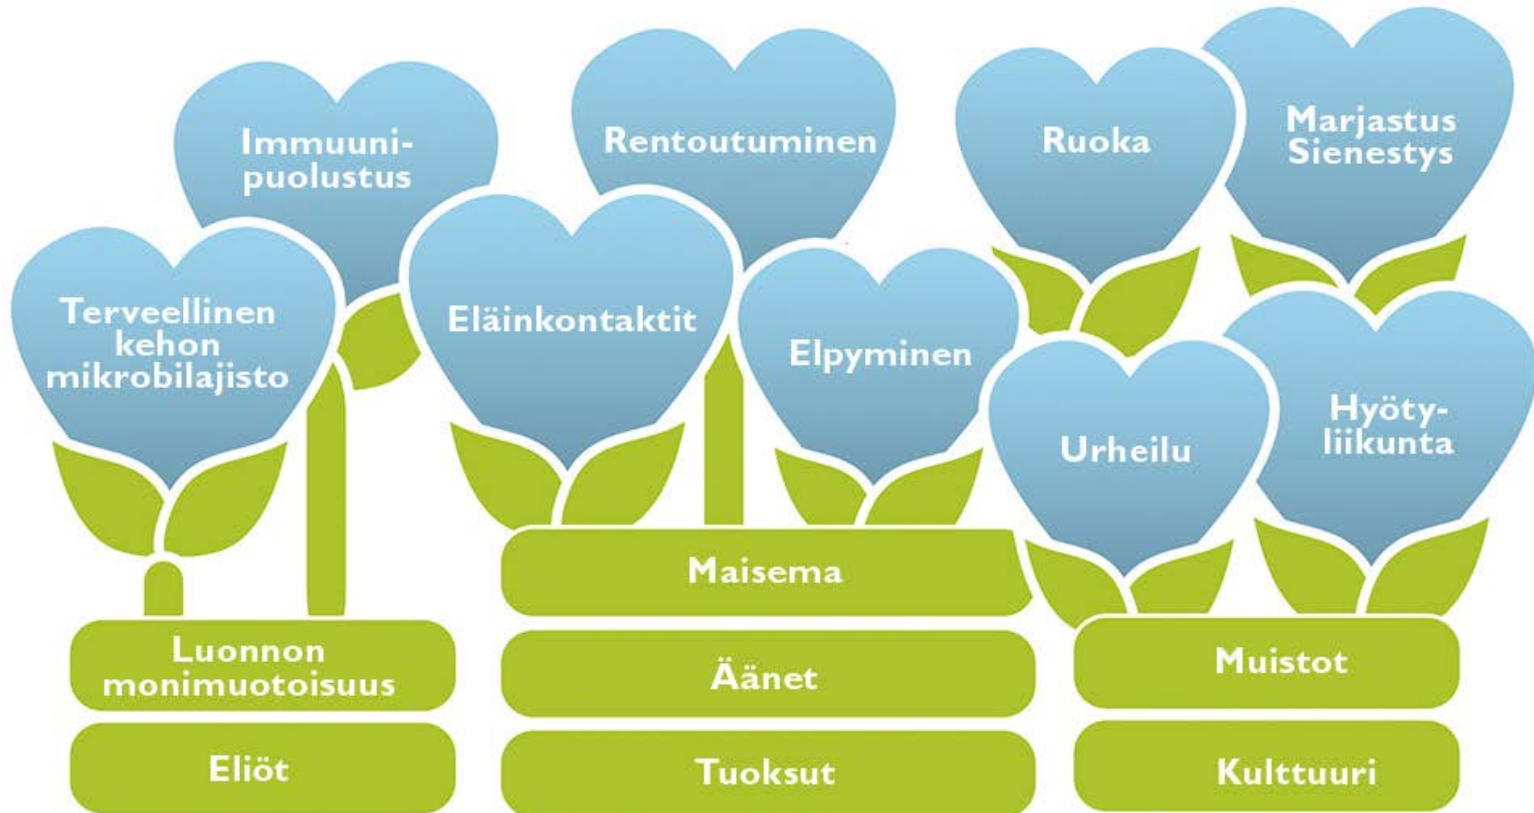 Immuuni-
puolustus
Rentoutuminen
Ruoka
Marjastus
Sienestys
Terveellinen
kehon
mikrobilajisto
Eläinkontaktit
Elpyminen
Urheilu
Hyöty-
liikunta
Luonnon
monimuotoisuus
Eliöt
Maisema
Äänet
Tuoksut
Muistot
Kulttuuri